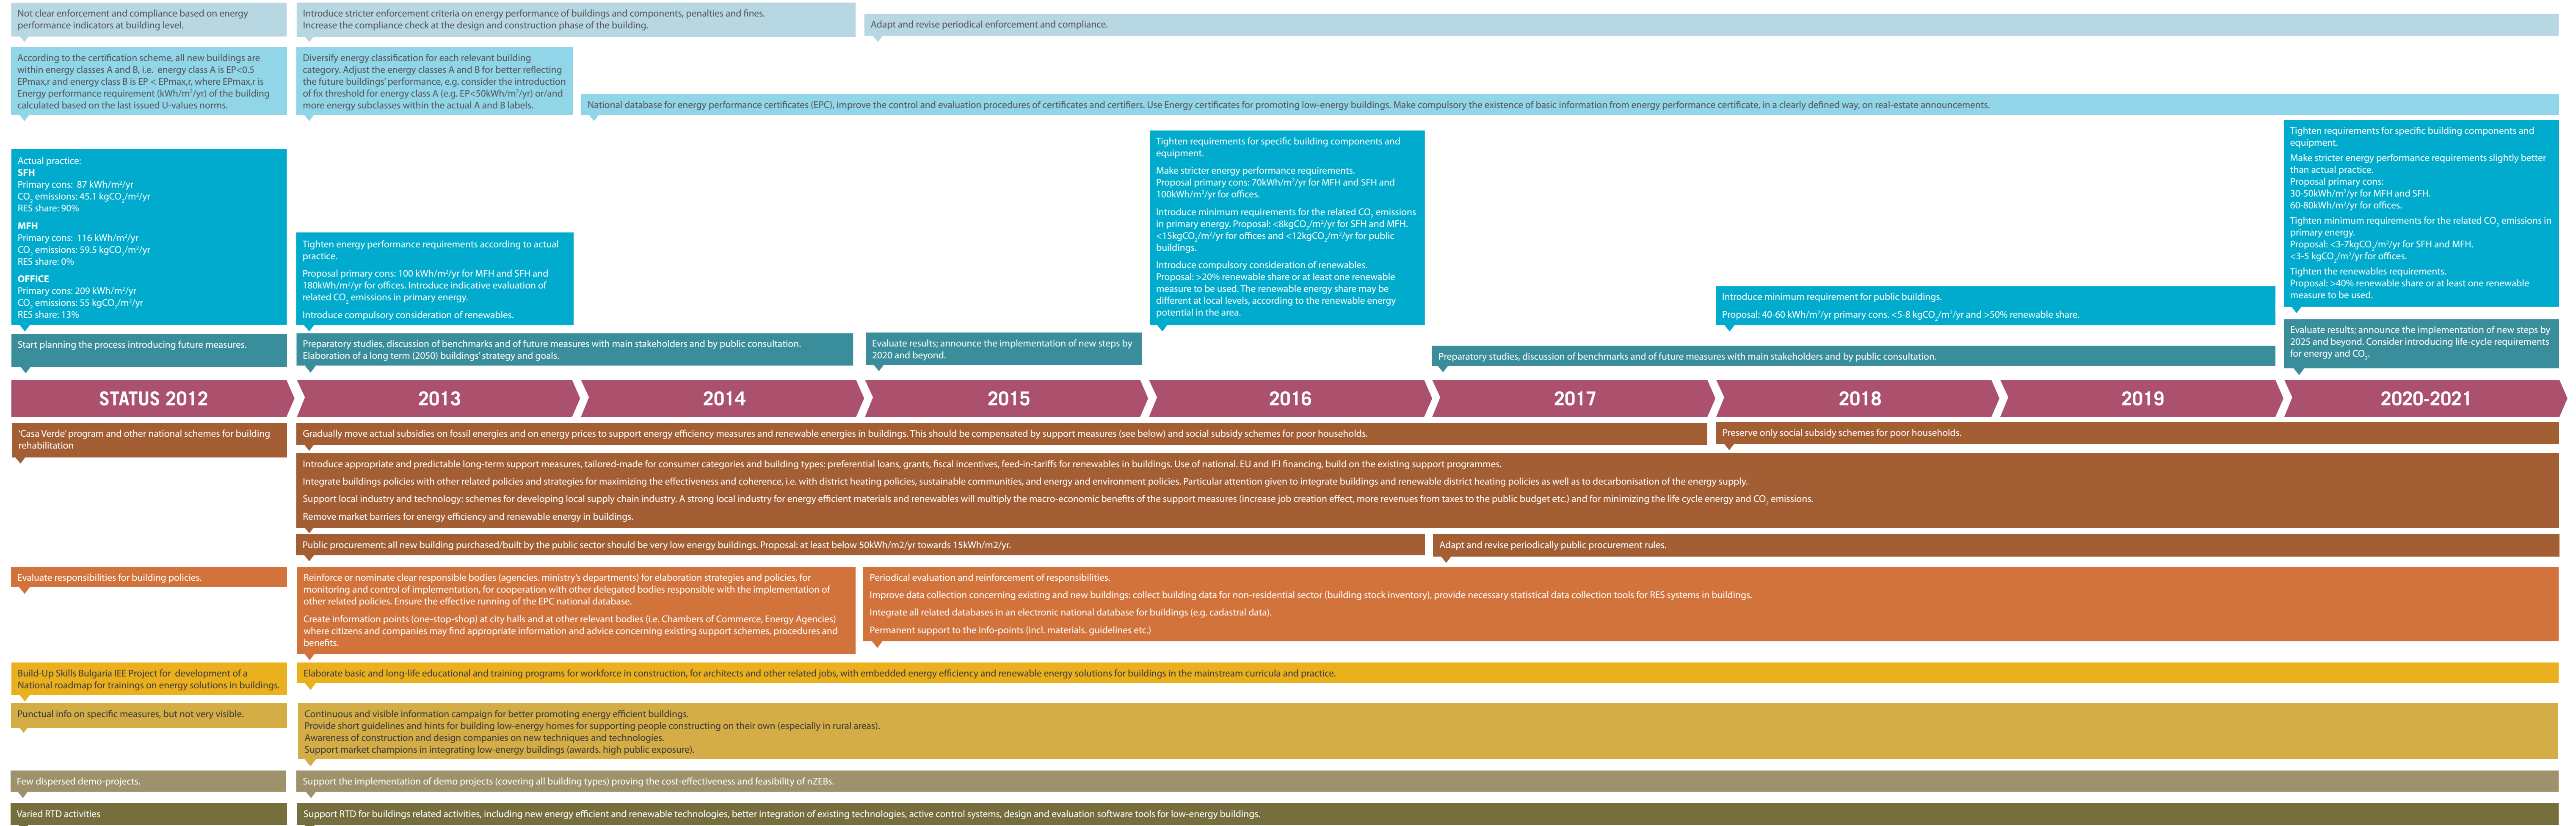 Not clear enforcement and compliance based on energy
performance indicators at building level.
Introduce stricter enforcement criteria on energy performance of buildings and components, penalties and fines.
Increase the compliance check at the design and construction phase of the building.
Adapt and revise periodical enforcement and compliance.
According to the certification scheme, all new buildings are
within energy classes A and B, i.e. energy class A is EP<0.5
EPmax,r and energy class B is EP < EPmax,r, where EPmax,r is
Energy performance requirement (kWh/m²/yr) of the building
calculated based on the last issued U-values norms.
Diversify energy classification for each relevant building
category. Adjust the energy classes A and B for better reflecting
the future buildings' performance, e.g. consider the introduction
of fix threshold for energy class A (e.g. EP<50kWh/m²/yr) or/and
more energy subclasses within the actual A and B labels.
National database for energy performance certificates (EPC), improve the control and evaluation procedures of certificates and certifiers. Use Energy certificates for promoting low-energy buildings. Make compulsory the existence of basic information from energy performance certificate, in a clearly defined way, on real-estate announcements.
Actual practice:
SFH
Primary cons: 87 kWh/m²/yr
CO₂ emissions: 45.1 kgCO₂/m²/yr
RES share: 90%
MFH
Primary cons: 116 kWh/m²/yr
CO₂ emissions: 59.5 kgCO₂/m²/yr
RES share: 0%
OFFICE
Primary cons: 209 kWh/m²/yr
CO₂ emissions: 55 kgCO₂/m²/yr
RES share: 13%
Tighten energy performance requirements according to actual
practice.
Proposal primary cons: 100 kWh/m²/yr for MFH and SFH and
180kWh/m²/yr for offices. Introduce indicative evaluation of
related CO₂ emissions in primary energy.
Introduce compulsory consideration of renewables.
Tighten requirements for specific building components and
equipment.
Make stricter energy performance requirements.
Proposal primary cons: 70kWh/m²/yr for MFH and SFH and
100kWh/m²/yr for offices.
Introduce minimum requirements for the related CO₂ emissions
in primary energy. Proposal: <8kgCO₂/m²/yr for SFH and MFH.
<15kgCO₂/m²/yr for offices and <12kgCO₂/m²/yr for public
buildings.
Introduce compulsory consideration of renewables.
Proposal: >20% renewable share or at least one renewable
measure to be used. The renewable energy share may be
different at local levels, according to the renewable energy
potential in the area.
Introduce minimum requirement for public buildings.
Proposal: 40-60 kWh/m²/yr primary cons. <5-8 kgCO₂/m²/yr and >50% renewable share.
Tighten requirements for specific building components and
equipment.
Make stricter energy performance requirements slightly better
than actual practice.
Proposal primary cons:
30-50kWh/m²/yr for MFH and SFH.
60-80kWh/m²/yr for offices.
Tighten minimum requirements for the related CO₂ emissions in
primary energy.
Proposal: <3-7kgCO₂/m²/yr for SFH and MFH.
<3-5 kgCO₂/m²/yr for offices.
Tighten the renewables requirements.
Proposal: >40% renewable share or at least one renewable
measure to be used.
Start planning the process introducing future measures.
Preparatory studies, discussion of benchmarks and of future measures with main stakeholders and by public consultation.
Elaboration of a long term (2050) buildings' strategy and goals.
Evaluate results; announce the implementation of new steps by
2020 and beyond.
Preparatory studies, discussion of benchmarks and of future measures with main stakeholders and by public consultation.
Evaluate results; announce the implementation of new steps by
2025 and beyond. Consider introducing life-cycle requirements
for energy and CO₂.
STATUS 2012
2013
2014
2015
2016
2017
2018
2019
2020-2021
'Casa Verde' program and other national schemes for building
rehabilitation
Gradually move actual subsidies on fossil energies and on energy prices to support energy efficiency measures and renewable energies in buildings. This should be compensated by support measures (see below) and social subsidy schemes for poor households.
Preserve only social subsidy schemes for poor households.
Introduce appropriate and predictable long-term support measures, tailored-made for consumer categories and building types: preferential loans, grants, fiscal incentives, feed-in-tariffs for renewables in buildings. Use of national. EU and IFI financing, build on the existing support programmes.
Integrate buildings policies with other related policies and strategies for maximizing the effectiveness and coherence, i.e. with district heating policies, sustainable communities, and energy and environment policies. Particular attention given to integrate buildings and renewable district heating policies as well as to decarbonisation of the energy supply.
Support local industry and technology: schemes for developing local supply chain industry. A strong local industry for energy efficient materials and renewables will multiply the macro-economic benefits of the support measures (increase job creation effect, more revenues from taxes to the public budget etc.) and for minimizing the life cycle energy and CO₂ emissions.
Remove market barriers for energy efficiency and renewable energy in buildings.
Public procurement: all new building purchased/built by the public sector should be very low energy buildings. Proposal: at least below 50kWh/m2/yr towards 15kWh/m2/yr.
Adapt and revise periodically public procurement rules.
Evaluate responsibilities for building policies.
Reinforce or nominate clear responsible bodies (agencies. ministry's departments) for elaboration strategies and policies, for
monitoring and control of implementation, for cooperation with other delegated bodies responsible with the implementation of
other related policies. Ensure the effective running of the EPC national database.
Create information points (one-stop-shop) at city halls and at other relevant bodies (i.e. Chambers of Commerce, Energy Agencies)
where citizens and companies may find appropriate information and advice concerning existing support schemes, procedures and
benefits.
Periodical evaluation and reinforcement of responsibilities.
Improve data collection concerning existing and new buildings: collect building data for non-residential sector (building stock inventory), provide necessary statistical data collection tools for RES systems in buildings.
Integrate all related databases in an electronic national database for buildings (e.g. cadastral data).
Permanent support to the info-points (incl. materials. guidelines etc.)
Build-Up Skills Bulgaria IEE Project for development of a
National roadmap for trainings on energy solutions in buildings.
Elaborate basic and long-life educational and training programs for workforce in construction, for architects and other related jobs, with embedded energy efficiency and renewable energy solutions for buildings in the mainstream curricula and practice.
Punctual info on specific measures, but not very visible.
Continuous and visible information campaign for better promoting energy efficient buildings.
Provide short guidelines and hints for building low-energy homes for supporting people constructing on their own (especially in rural areas).
Awareness of construction and design companies on new techniques and technologies.
Support market champions in integrating low-energy buildings (awards. high public exposure).
Few dispersed demo-projects.
Support the implementation of demo projects (covering all building types) proving the cost-effectiveness and feasibility of nZEBs.
Varied RTD activities
Support RTD for buildings related activities, including new energy efficient and renewable technologies, better integration of existing technologies, active control systems, design and evaluation software tools for low-energy buildings.